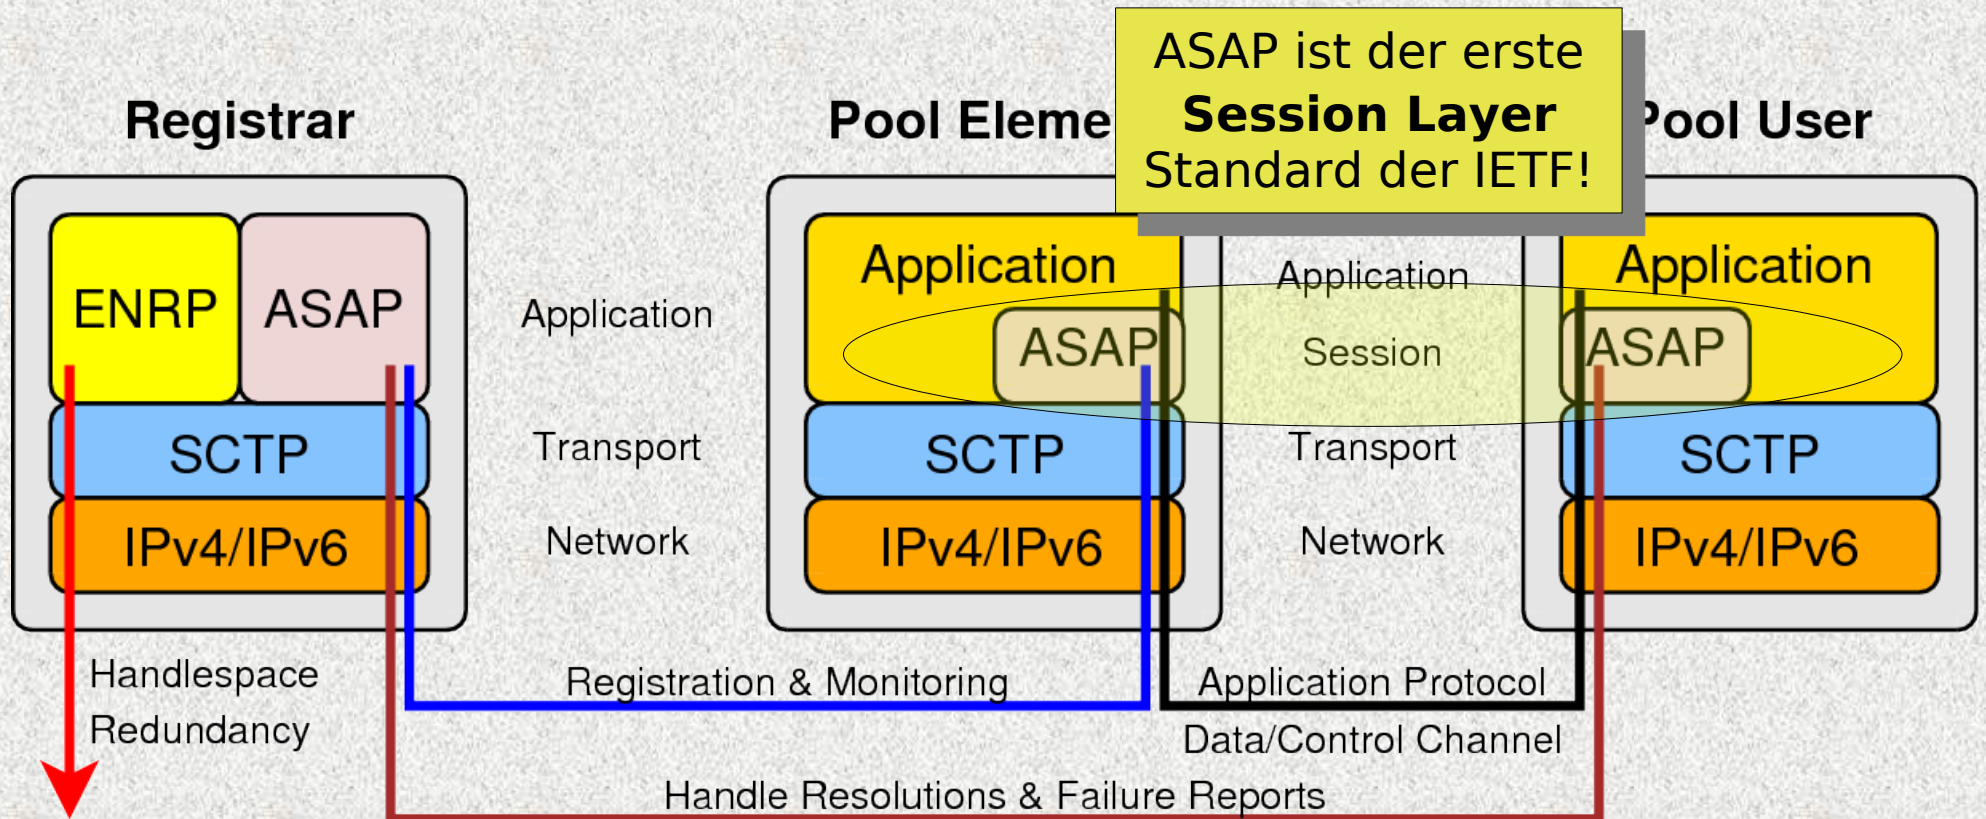 ASAP ist der erste
Session Layer
Standard der IETF!
Registrar
Pool Eleme
Pool User
ENRP
ASAP
SCTP
IPv4/IPv6
Application
Transport
Network
Application
ASAP
SCTP
IPv4/IPv6
Application
Session
Transport
Network
Application
ASAP
SCTP
IPv4/IPv6
Handlespace
Redundancy
Registration & Monitoring
Application Protocol
Data/Control Channel
Handle Resolutions & Failure Reports